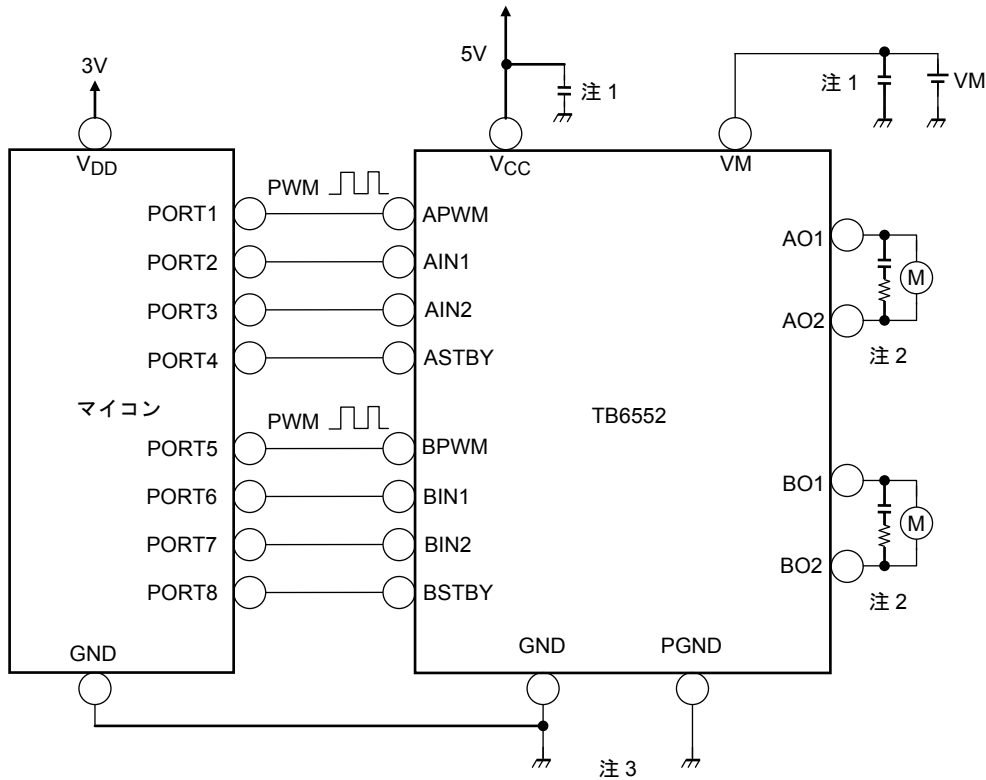 3V
5V
注 1
注 1
VM
VDD
VCC
VM
PWM
PORT1
APWM
PORT2
AIN1
PORT3
AIN2
PORT4
ASTBY
AO1
M
AO2
注 2
マイコン
TB6552
PWM
PORT5
BPWM
PORT6
BIN1
PORT7
BIN2
PORT8
BSTBY
BO1
M
BO2
注 2
GND
GND
PGND
注 3